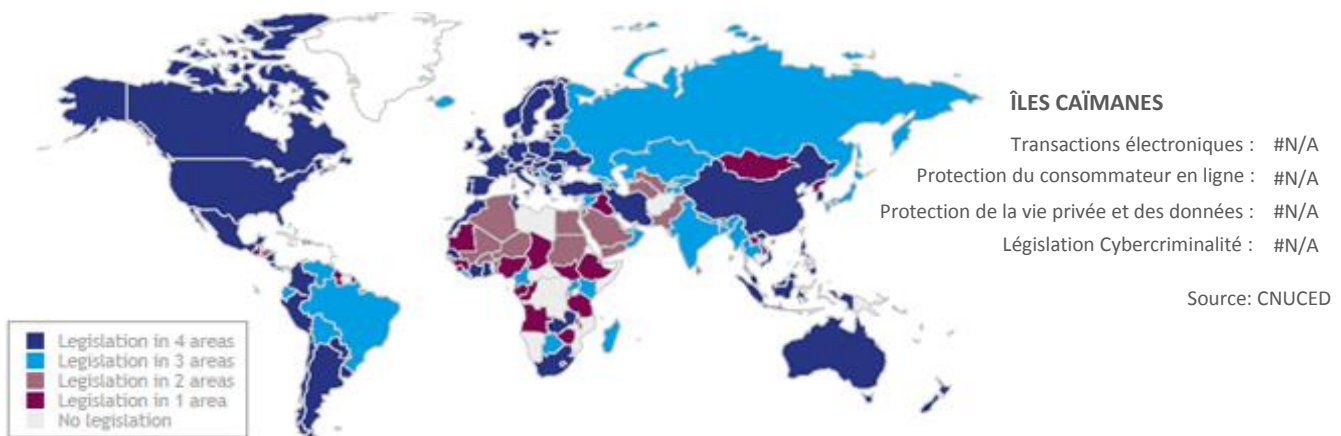 ÎLES CAÏMANES
Transactions électroniques : #N/A
Protection du consommateur en ligne : #N/A
Protection de la vie privée et des données : #N/A
Législation Cybercriminalité : #N/A
Source: CNUCED
Legislation in 4 areas
Legislation in 3 areas
Legislation in 2 areas
Legislation in 1 area
No legislation